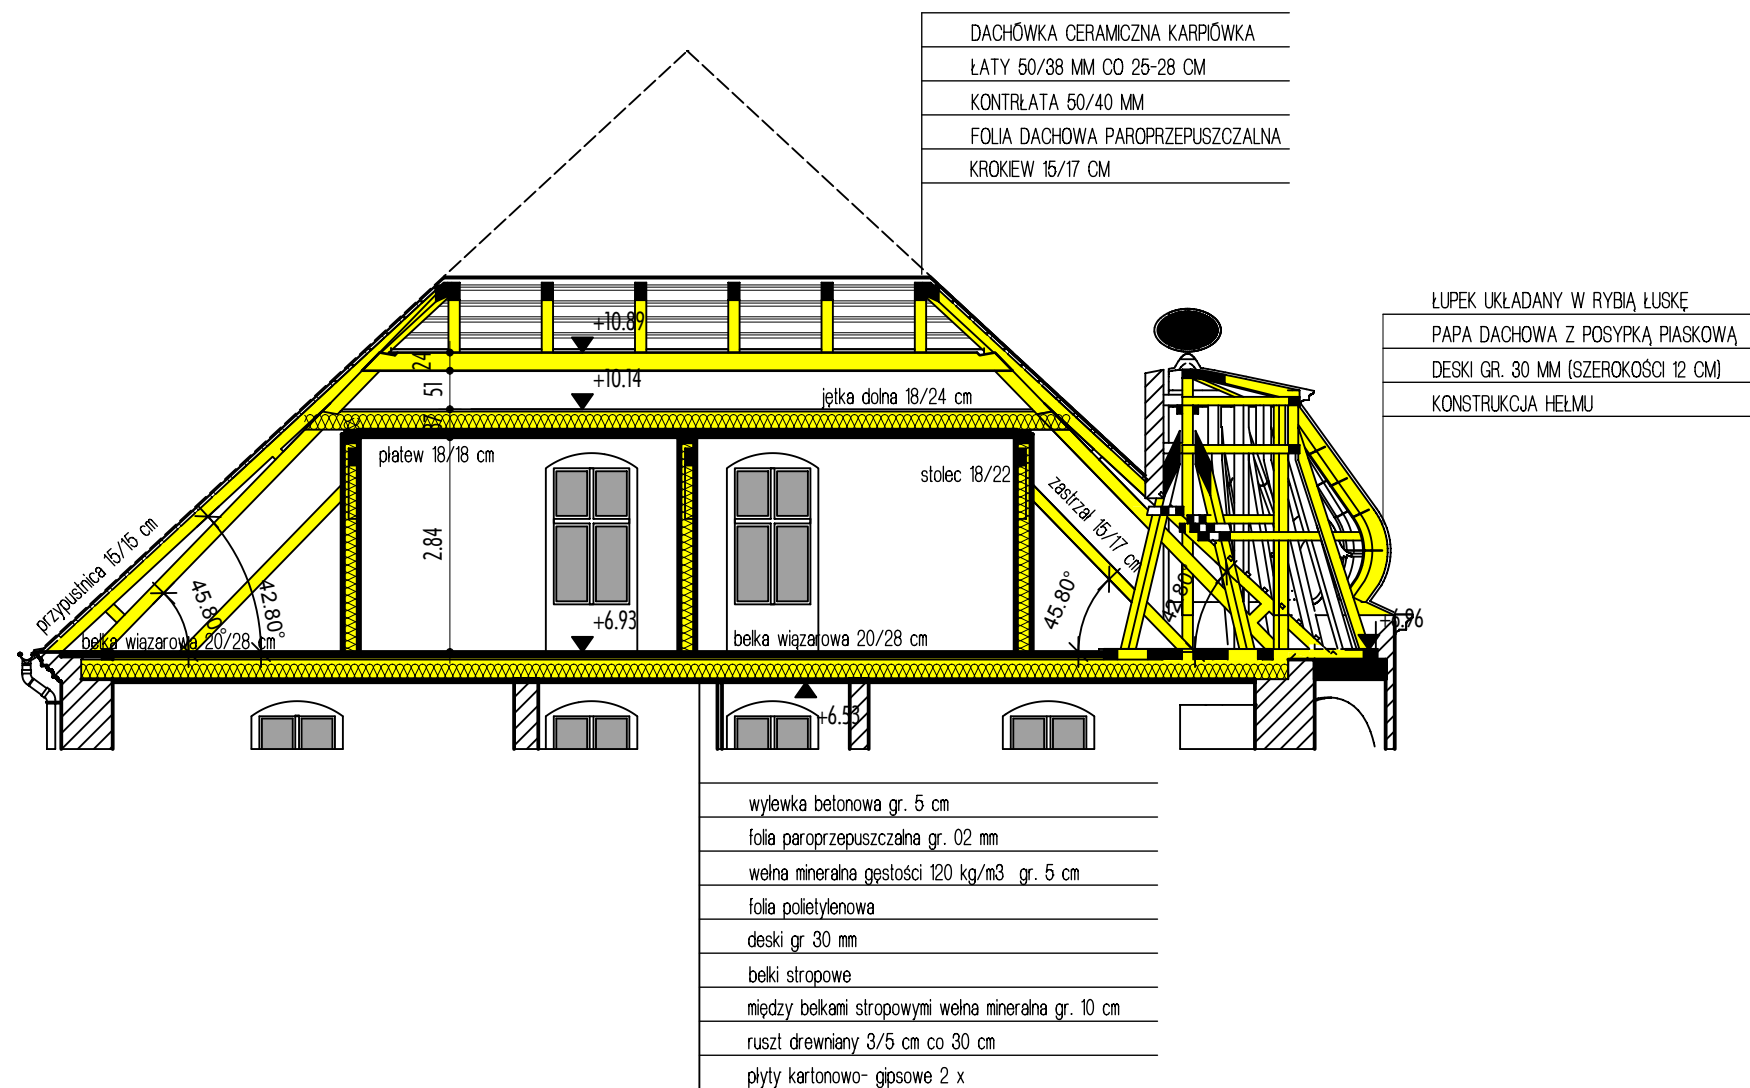 DACHÓWKA CERAMICZNA KARPIÓWKA
ŁATY 50/38 MM CO 25-28 CM
KONTRŁATA 50/40 MM
FOLIA DACHOWA PAROPRZEPUSZCZALNA
KROKIEW 15/17 CM
ŁUPEK UKŁADANY W RYBIĄ ŁUSKĘ
PAPA DACHOWA Z POSYPKĄ PIASKOWĄ
DESKI GR. 30 MM (SZEROKOŚCI 12 CM)
KONSTRUKCJA HEŁMU
+10.89
24
+10.14
51
jętka dolna 18/24 cm
37
płatew 18/18 cm
stolec 18/22
zastrzał 15/17 cm
2.84
przypustnica 15/15 cm
45.80°
42.80°
45.80°
42.80°
+6.93
+6.96
belka wiązarowa 20/28 cm
belka wiązarowa 20/28 cm
+6.53
wylewka betonowa gr. 5 cm
folia paroprzepuszczalna gr. 02 mm
wełna mineralna gęstości 120 kg/m3 gr. 5 cm
folia polietylenowa
deski gr 30 mm
belki stropowe
między belkami stropowymi wełna mineralna gr. 10 cm
ruszt drewniany 3/5 cm co 30 cm
płyty kartonowo- gipsowe 2 x